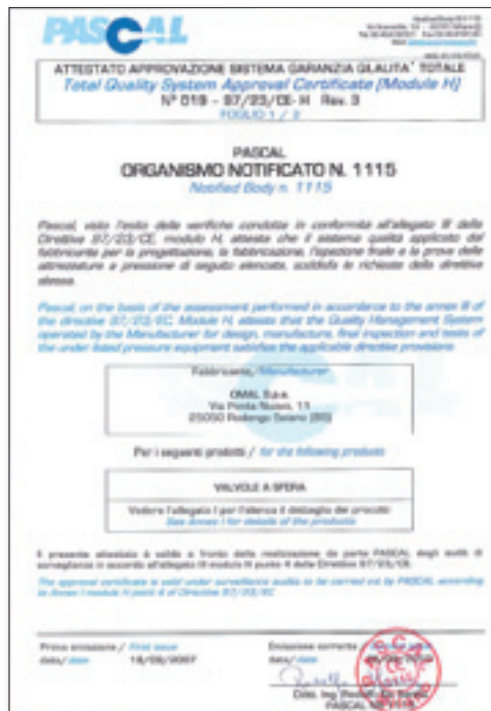 PASCAL
ATTESTATO APPROVAZIONE SISTEMA GARANZIA QUALITA' TOTALE
Total Quality System Approval Certificate [Module H]
N° 019 - 97/23/CE- H Rev. 3
FOGLIO 1 / 2
PASCAL
ORGANISMO NOTIFICATO N. 1115
Notified Body n. 1115
Pascal, visto l'esito delle verifiche condotte in conformità all'allegato III della
Direttiva 97/23/CE, modulo H, attesta che il sistema qualità applicato dal
fabbricante per la progettazione, la fabbricazione, l'ispezione finale e la prova delle
attrezzature a pressione di seguito elencate, soddisfa le richieste della direttiva
stessa.
Pascal, on the basis of the assessment performed in accordance to the annex III of
the directive 97/23/EC, Module H, attests that the Quality Management System
operated by the Manufacturer for design, manufacture, final inspection and tests of
the under listed pressure equipment satisfies the applicable directive provisions.
Fabbricante/Manufacturer
OMAL S.p.a.
Via Ponte Nuovo, 11
25050 Rodengo Saiano (BS)
Per i seguenti prodotti / for the following products
VALVOLE A SFERA
Vedere l'allegato I per l'elenco il dettaglio dei prodotti
See Annex I for details of the products
Il presente attestato è valido a fronte della realizzazione da parte PASCAL degli audit di
sorveglianza in accordo all'allegato III modulo H punto 4 della Direttiva 97/23/CE.
The approval certificate is valid under surveillance audits to be carried out by PASCAL according
to Annex I module H point 4 of Directive 97/23/EC
Prima emissione / First issue
data/ date
Emissione corrente /
data/ date
Dott. Ing.
PASCAL